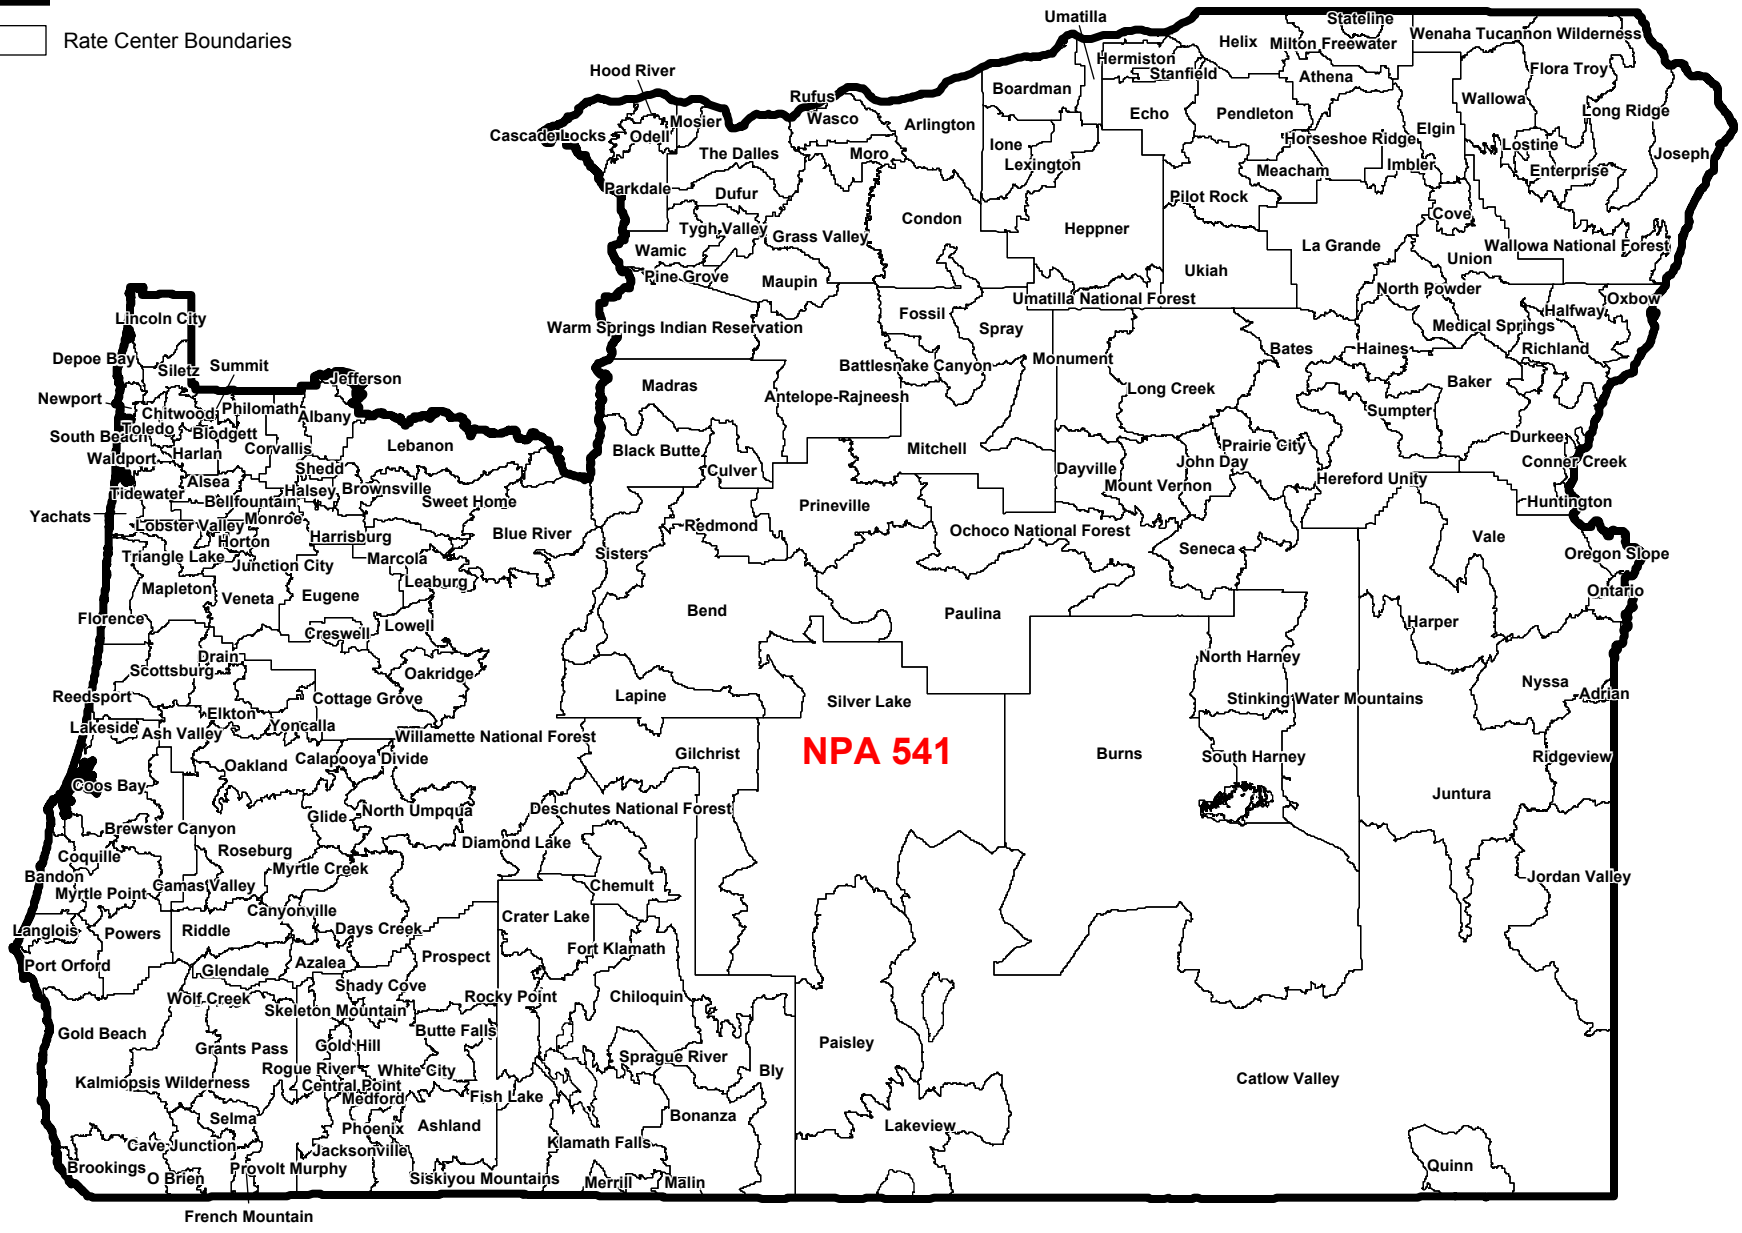 Rate Center Boundaries
Umatilla
Stateline
Helix
Milton Freewater
Wenaha Tucannon Wilderness
Hermiston
Stanfield
Hood River
Athena
Flora Troy
Boardman
Rufus
Wallowa
Wasco
Arlington
Echo
Pendleton
Long Ridge
Cascade Locks
Odell
Mosier
Elgin
Ione
Horseshoe Ridge
Lostine
The Dalles
Moro
Lexington
Imbler
Joseph
Meacham
Enterprise
Parkdale
Dufur
Pilot Rock
Condon
Cove
Tygh Valley
Grass Valley
Heppner
La Grande
Wallowa National Forest
Wamic
Union
Pine Grove
Maupin
Ukiah
North Powder
Umatilla National Forest
Oxbow
Lincoln City
Fossil
Spray
Halfway
Warm Springs Indian Reservation
Medical Springs
Depoe Bay
Siletz
Summit
Battlesnake Canyon
Monument
Bates
Haines
Richland
Jefferson
Madras
Antelope-Rajneesh
Long Creek
Baker
Newport
Chitwood
Philomath
Albany
Sumpter
South Beach
Toledo
Blodgett
Corvallis
Lebanon
Black Butte
Mitchell
Prairie City
Durkee
Waldport
Harlan
Shedd
Culver
Dayville
John Day
Conner Creek
Tidewater
Alsea
Bellfountain
Halsey
Brownsville
Sweet Home
Mount Vernon
Hereford Unity
Huntington
Yachats
Lobster Valley
Monroe
Horton
Harrisburg
Blue River
Redmond
Prineville
Ochoco National Forest
Vale
Triangle Lake
Junction City
Marcola
Sisters
Seneca
Oregon Slope
Mapleton
Veneta
Eugene
Leaburg
Ontario
Florence
Creswell
Lowell
Bend
Paulina
Harper
Scottsburg
Drain
Oakridge
North Harney
Nyssa
Adrian
Reedsport
Cottage Grove
Lapine
Silver Lake
Stinking Water Mountains
Lakeside
Ash Valley
Elkton
Yoncalla
Willamette National Forest
Gilchrist
NPA 541
Burns
South Harney
Ridgeview
Oakland
Calapooya Divide
Coos Bay
Juntura
Glide
North Umpqua
Deschutes National Forest
Brewster Canyon
Diamond Lake
Coquille
Roseburg
Myrtle Creek
Bandon
Myrtle Point
Camas Valley
Chemult
Jordan Valley
Langlois
Powers
Riddle
Canyonville
Days Creek
Crater Lake
Fort Klamath
Port Orford
Glendale
Azalea
Prospect
Wolf Creek
Shady Cove
Rocky Point
Chiloquin
Skeleton Mountain
Gold Beach
Butte Falls
Grants Pass
Gold Hill
Sprague River
Paisley
Rogue River
White City
Bly
Kalmiopsis Wilderness
Central Point
Medford
Fish Lake
Catlow Valley
Selma
Phoenix
Ashland
Bonanza
Lakeview
Cave Junction
Jacksonville
Klamath Falls
Brookings
O Brien
Provolt Murphy
Siskiyou Mountains
Merrill
Malin
Quinn
French Mountain